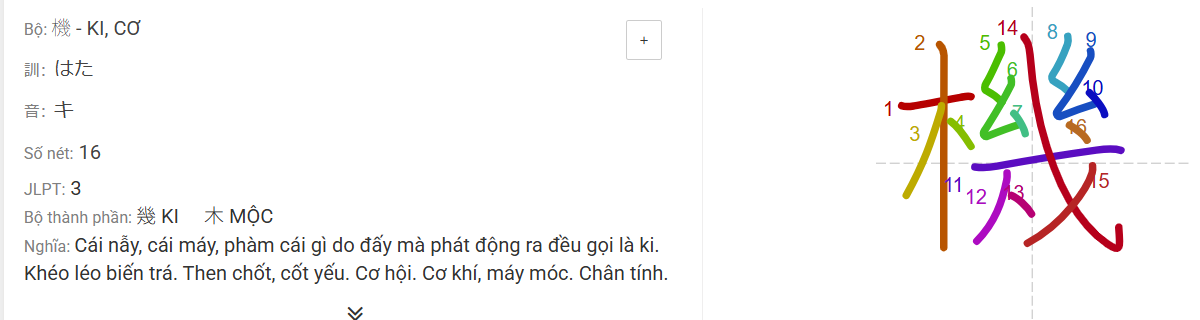 Bộ: 機 - KI, CƠ
+
訓: はた
音: キ
Số nét: 16
JLPT: 3
Bộ thành phần: 幾 KI 木 MỘC
Nghĩa: Cái nẫy, cái máy, phàm cái gì do đấy mà phát động ra đều gọi là ki.
Khéo léo biến trá. Then chốt, cốt yếu. Cơ hội. Cơ khí, máy móc. Chân tính.
機
1
2
3
4
5
6
7
8
9
10
11
12
13
14
15
16